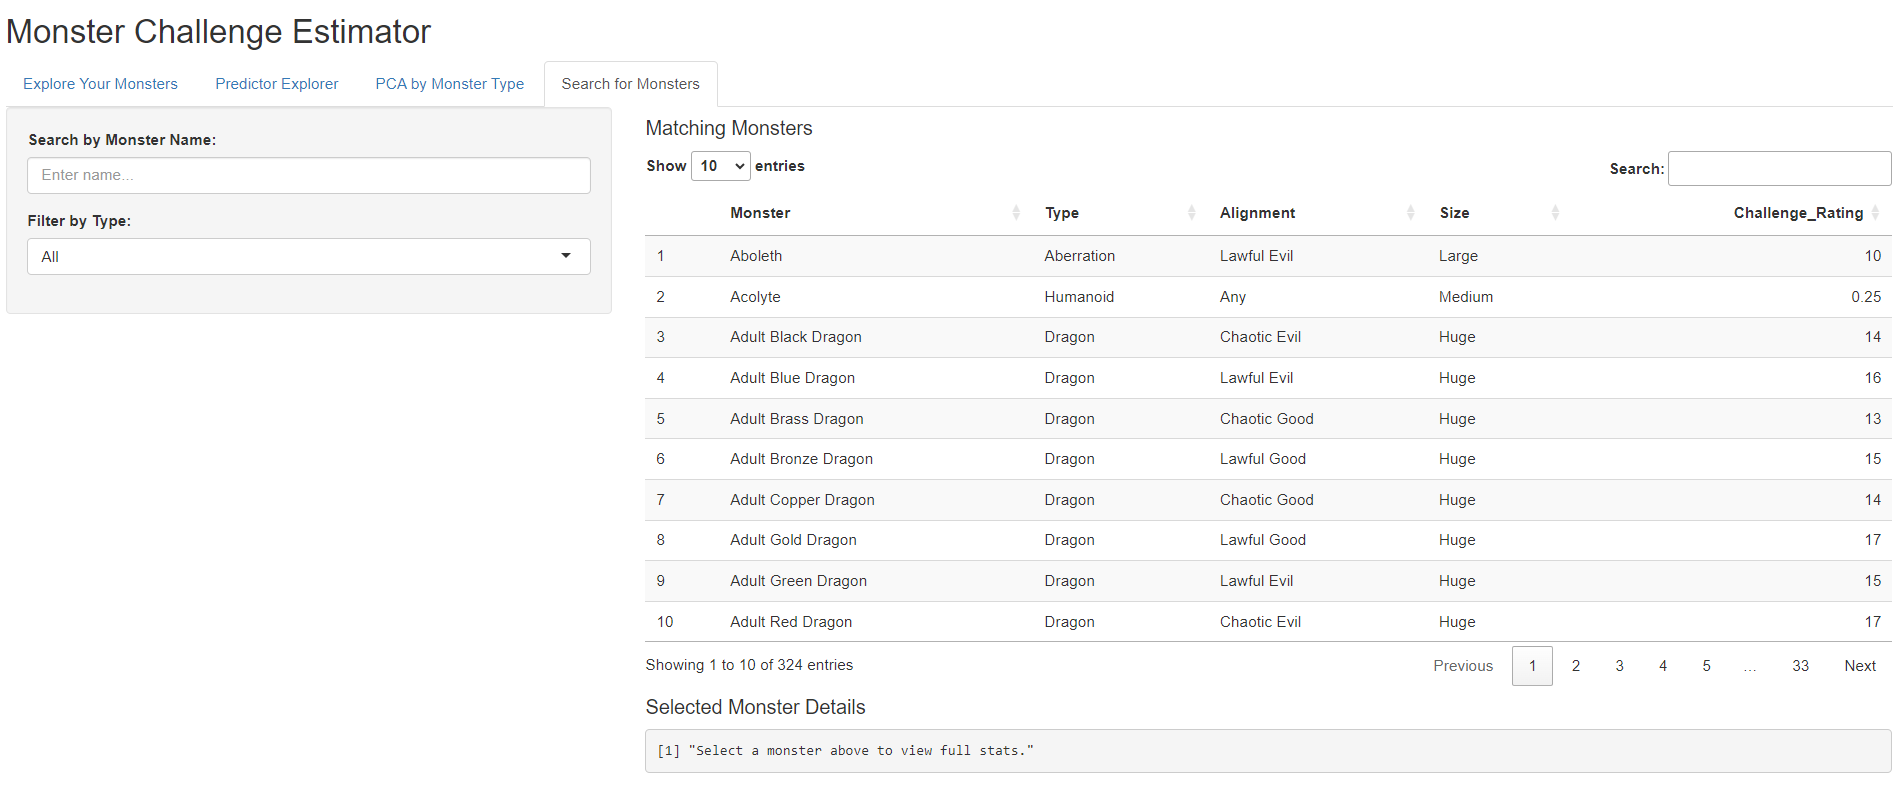 Monster Challenge Estimator
Explore Your Monsters Predictor Explorer PCA by Monster Type Search for Monsters
Search by Monster Name:
Enter name...
Filter by Type:
All
Matching Monsters
Show 10 entries Search:
Monster Type Alignment Size Challenge_Rating
1 Aboleth Aberration Lawful Evil Large 10
2 Acolyte Humanoid Any Medium 0.25
3 Adult Black Dragon Dragon Chaotic Evil Huge 14
4 Adult Blue Dragon Dragon Lawful Evil Huge 16
5 Adult Brass Dragon Dragon Chaotic Good Huge 13
6 Adult Bronze Dragon Dragon Lawful Good Huge 15
7 Adult Copper Dragon Dragon Chaotic Good Huge 14
8 Adult Gold Dragon Dragon Lawful Good Huge 17
9 Adult Green Dragon Dragon Lawful Evil Huge 15
10 Adult Red Dragon Dragon Chaotic Evil Huge 17
Showing 1 to 10 of 324 entries Previous 1 2 3 4 5 … 33 Next
Selected Monster Details
[1] "Select a monster above to view full stats."